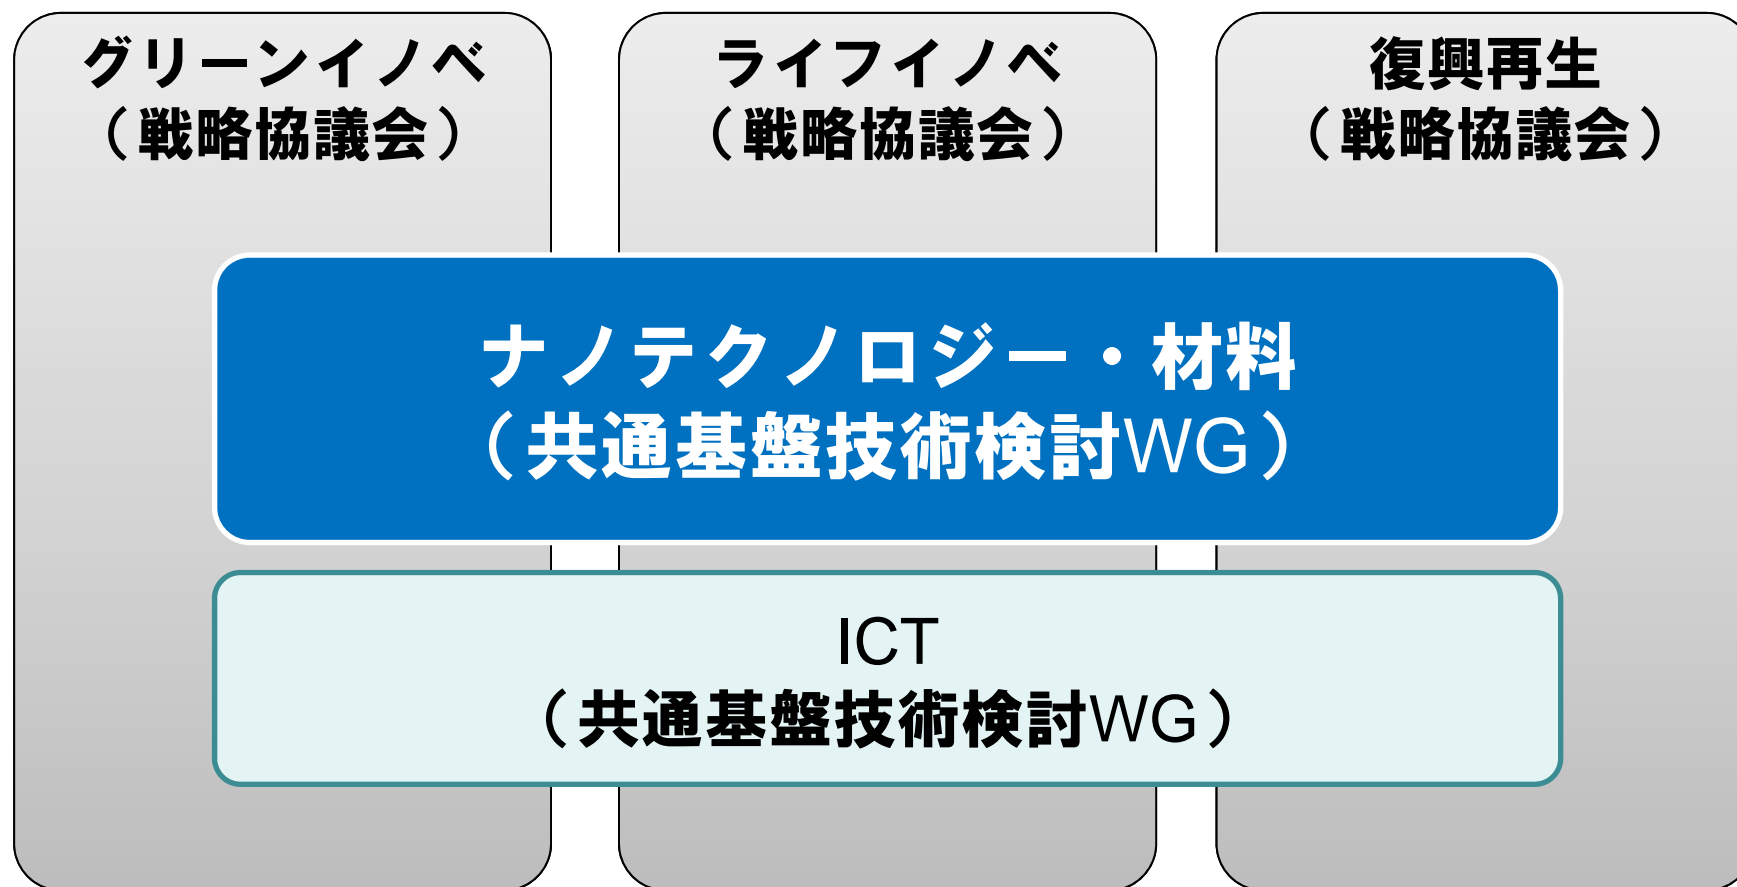 グリーンイノベ
（戦略協議会）
ライフイノベ
（戦略協議会）
復興再生
（戦略協議会）
ナノテクノロジー・材料
（共通基盤技術検討WG）
ICT
（共通基盤技術検討WG）